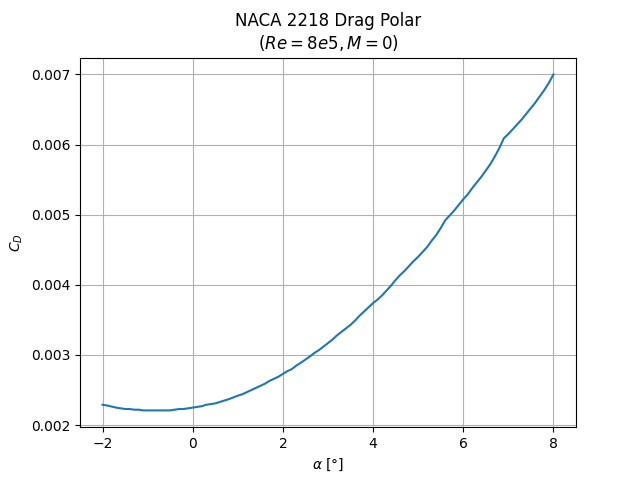 NACA 2218 Drag Polar
(Re = 8e5, M = 0)
0.007
0.006
0.005
0.004
0.003
0.002
C_D
−2 0 2 4 6 8
α [°]